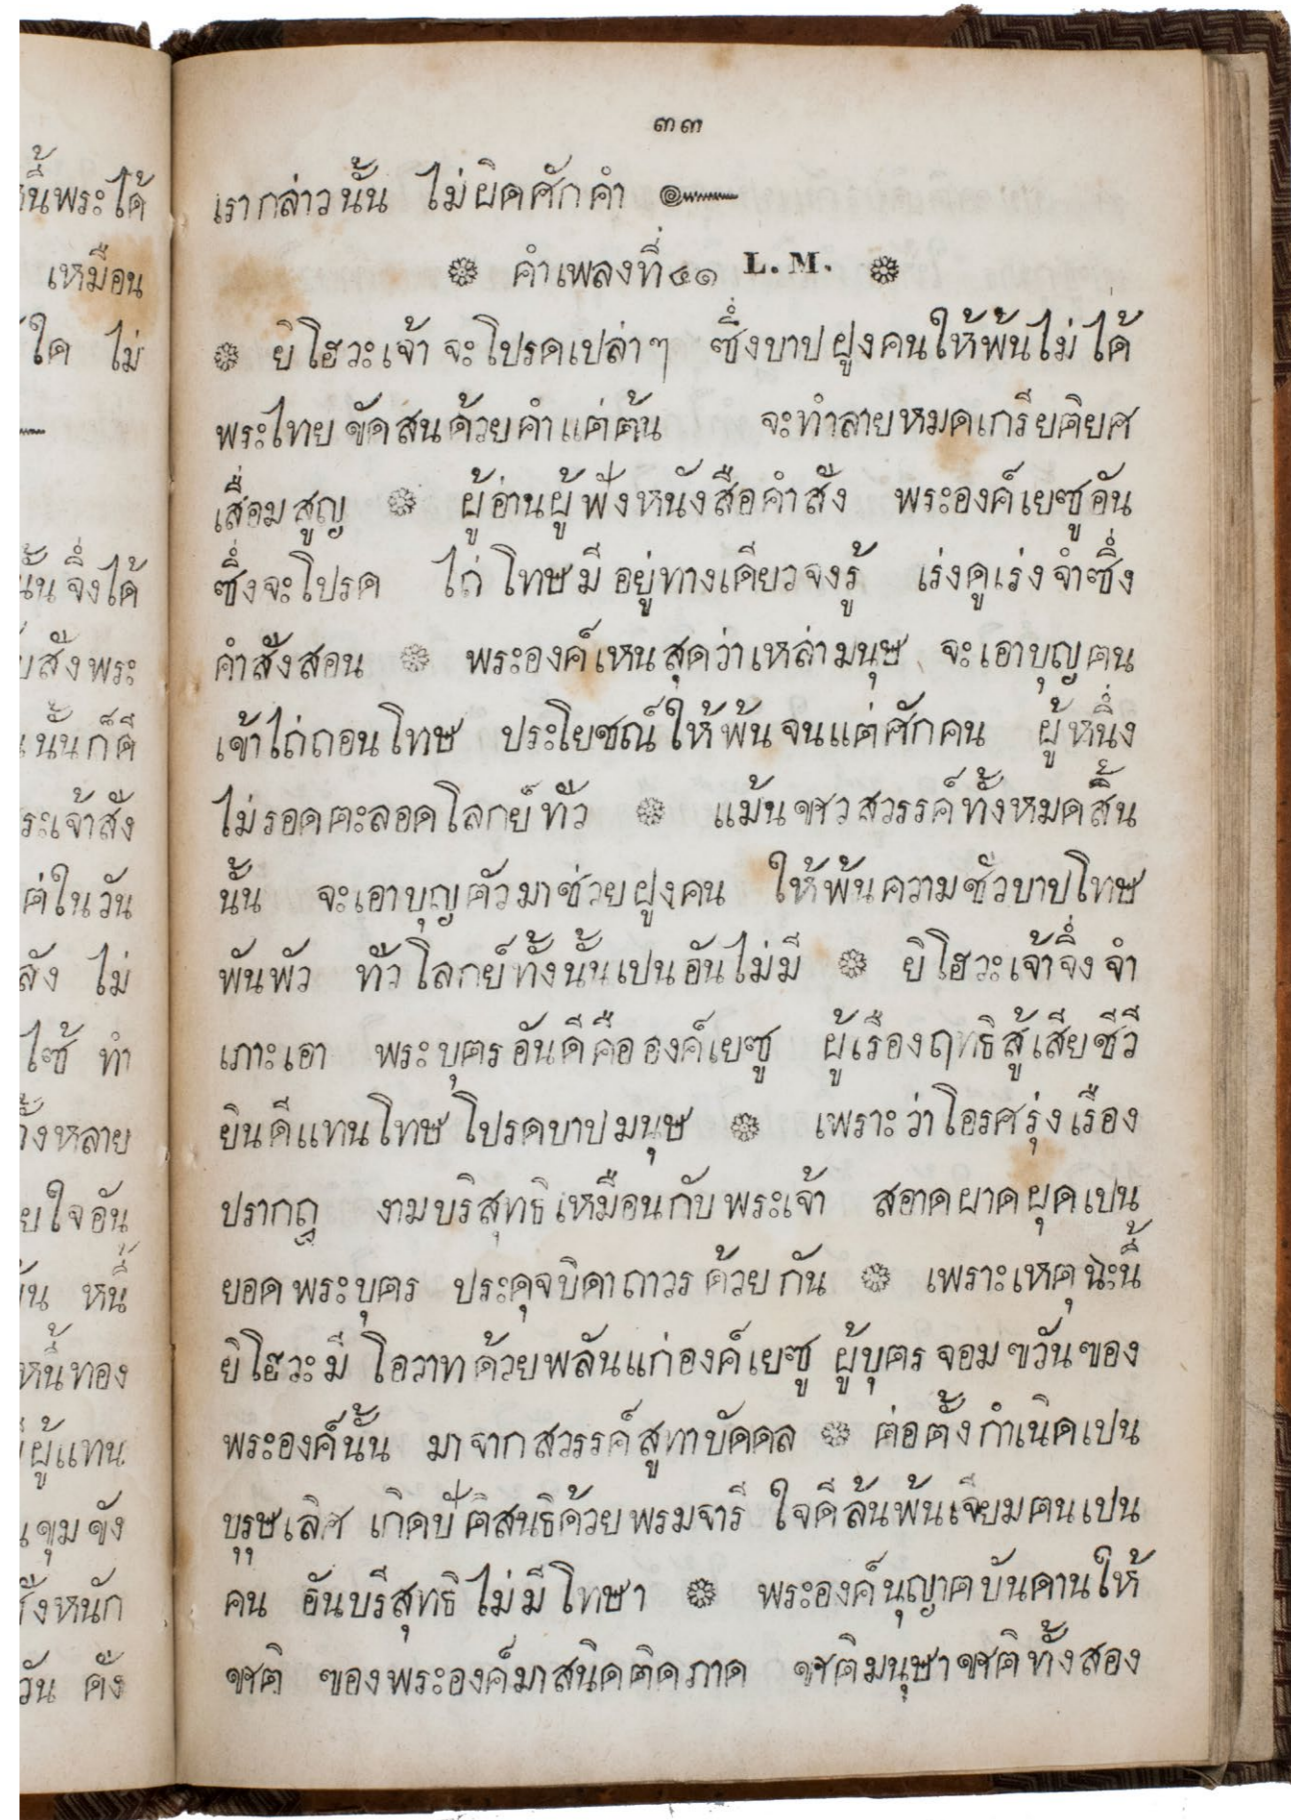 ๓๓
เรากล่าวนั้น ไม่ผิดศักคำ ๛
❁ คำเพลงที่ ๔๑ L. M. ❁
❁ ยิโฮวะเจ้าจะโปรดเปล่าๆ ซึ่งบาปฝูงคนให้พ้นไม่ได้
พระไทยขัดสนด้วยคำแต่ต้น จะทำลายหมดเกรียติยศ
เสื่อมสูญ ❁ ผู้อ่านผู้ฟังหนังสือคำสั่ง พระองค์เยซูอัน
ซึ่งจะโปรด ไถ่โทษมีอยู่ทางเดียวจงรู้ เร่งดูเร่งจำซึ่ง
คำสั่งสอน ❁ พระองค์เหนสุดว่าเหล่ามนุษ จะเอาบุญตน
เข้าไถ่ถอนโทษ ประโยชณ์ให้พ้นจนแต่ศักคน ผู้หนึ่ง
ไม่รอดตะลอดโลกย์ทั่ว ❁ แม้นชาวสวรรค์ทั้งหมดสิ้น
นั้น จะเอาบุญตัวมาช่วยฝูงคน ให้พ้นความชั่วบาปโทษ
พันพัว ทั่วโลกย์ทั้งนั้นเปนอันไม่มี ❁ ยิโฮวะเจ้าจึ่งจำ
เภาะเอา พระบุตรอันดีคือองค์เยซู ผู้เรืองฤทธิสู้เสียชีวี
ยินดีแทนโทษโปรดบาปมนุษ ❁ เพราะว่าโอรศรุ่งเรือง
ปรากฎ งามบริสุทธิเหมือนกับพระเจ้า สอาดผาดผุดเปน
ยอดพระบุตร ประดุจบิดาถาวรด้วยกัน ❁ เพราะเหตุฉะนี้
ยิโฮวะมี โอวาทด้วยพลันแก่องค์เยซู ผู้บุตรจอมขวันของ
พระองค์นั้น มาจากสวรรค์สูทาบัดดล ❁ ต่อตั้งกำเนิดเปน
บุรุษเลิศ เกิดปัติสนธิด้วยพรมจารี ใจดีล้นพ้นเจียมตนเปน
คน อันบรีสุทธิไม่มีโทษา ❁ พระองค์นุญาตบันดานให้
ชาติ ของพระองค์มาสนิดติดภาด ชาติมนุษาชาติทั้งสอง